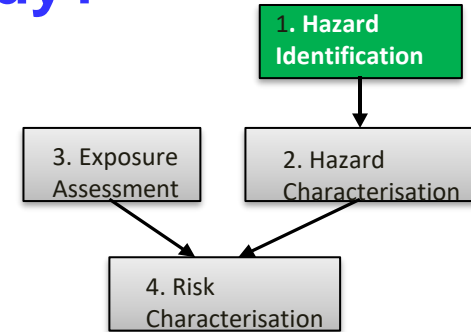 1. Hazard
Identification
3. Exposure
Assessment
2. Hazard
Characterisation
4. Risk
Characterisation